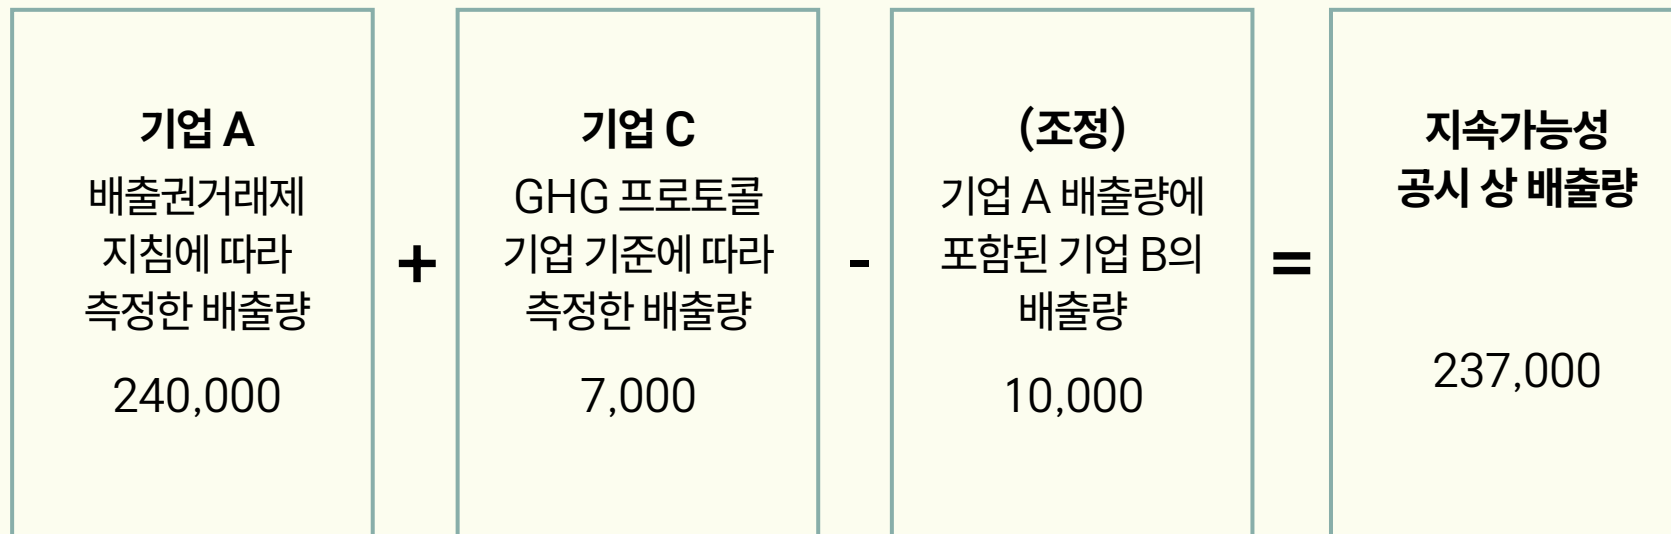 기업 A
배출권거래제
지침에 따라
측정한 배출량
240,000
+
기업 C
GHG 프로토콜
기업 기준에 따라
측정한 배출량
7,000
-
(조정)
기업 A 배출량에
포함된 기업 B의
배출량
10,000
=
지속가능성
공시 상 배출량
237,000